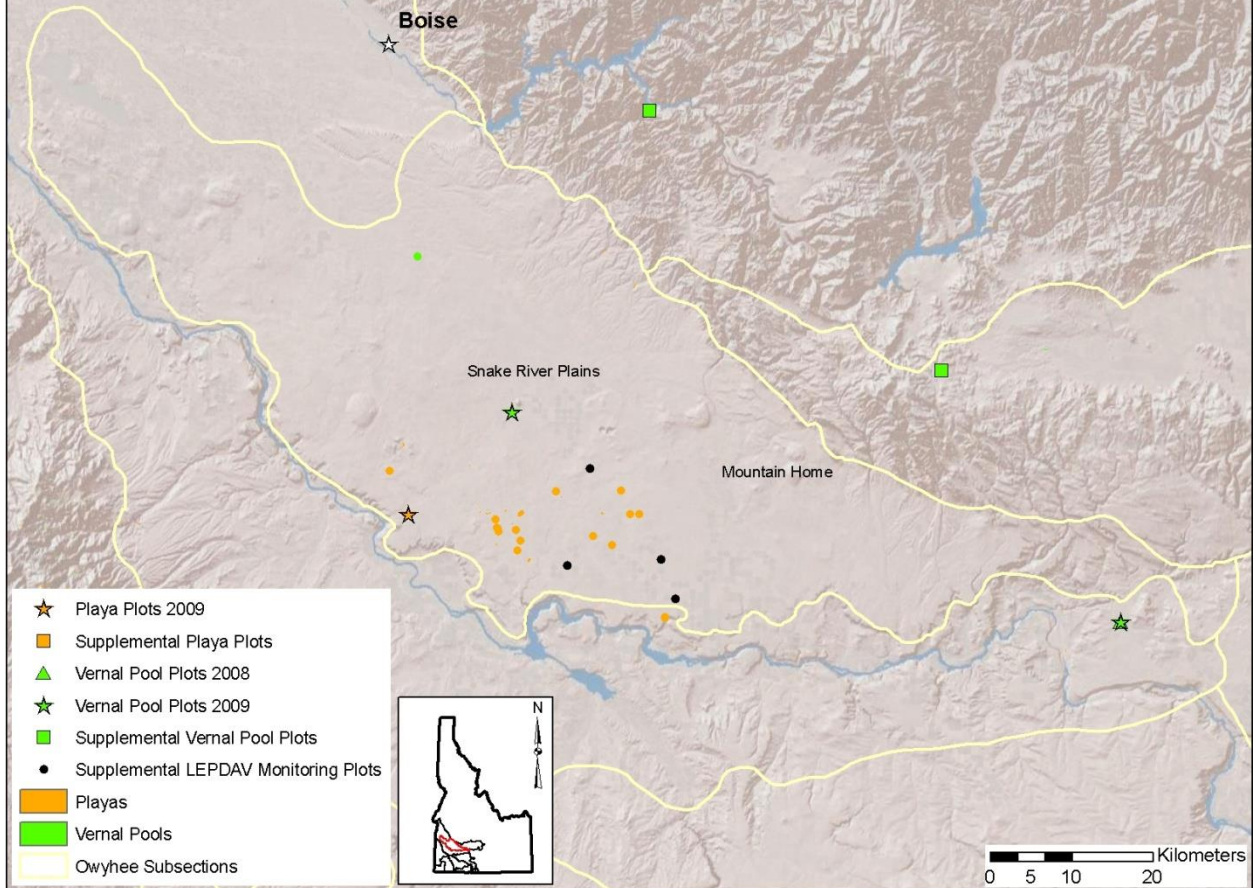 Boise
Snake River Plains
Mountain Home
Playa Plots 2009
Supplemental Playa Plots
Vernal Pool Plots 2008
Vernal Pool Plots 2009
Supplemental Vernal Pool Plots
Supplemental LEPDAV Monitoring Plots
Playas
Vernal Pools
Owyhee Subsections
N
Kilometers
0 5 10 20